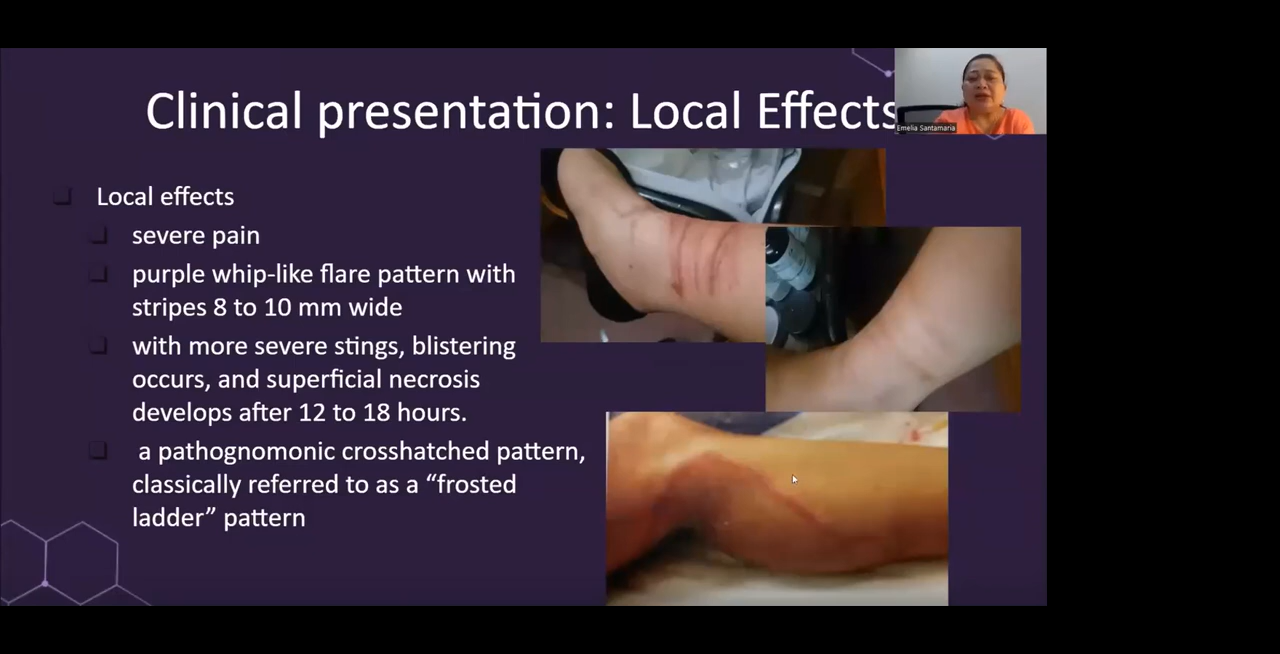 Clinical presentation: Local Effects
Emelia Santamaria
Local effects
severe pain
purple whip-like flare pattern with
stripes 8 to 10 mm wide
with more severe stings, blistering
occurs, and superficial necrosis
develops after 12 to 18 hours.
a pathognomonic crosshatched pattern,
classically referred to as a “frosted
ladder” pattern